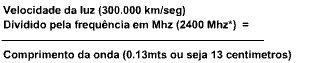 Velocidade da luz (300.000 km/seg)
Dividido pela frequência em Mhz (2400 Mhz*) =
Comprimento da onda (0.13mts ou seja 13 centimetros)